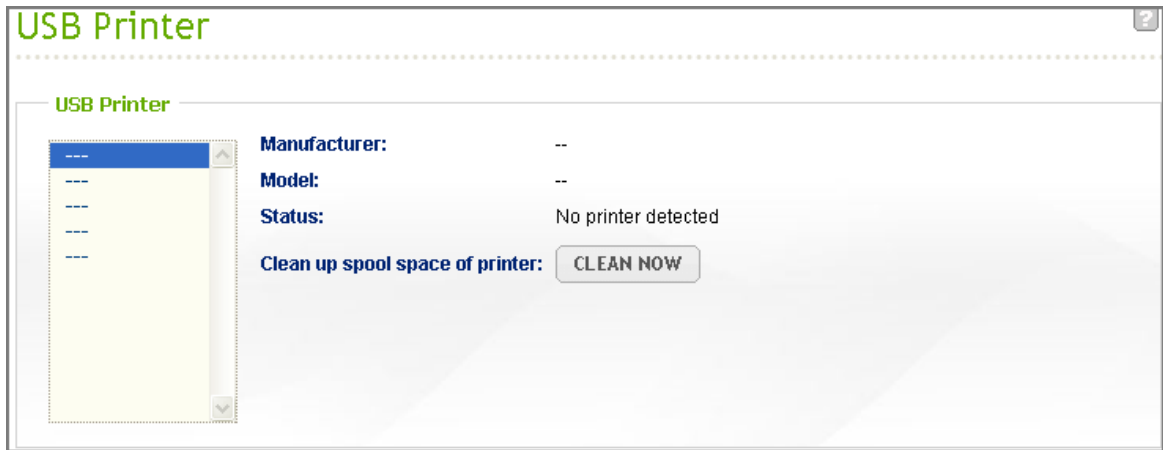 USB Printer
?
USB Printer
---
---
---
---
---
Manufacturer: --
Model: --
Status: No printer detected
Clean up spool space of printer: CLEAN NOW